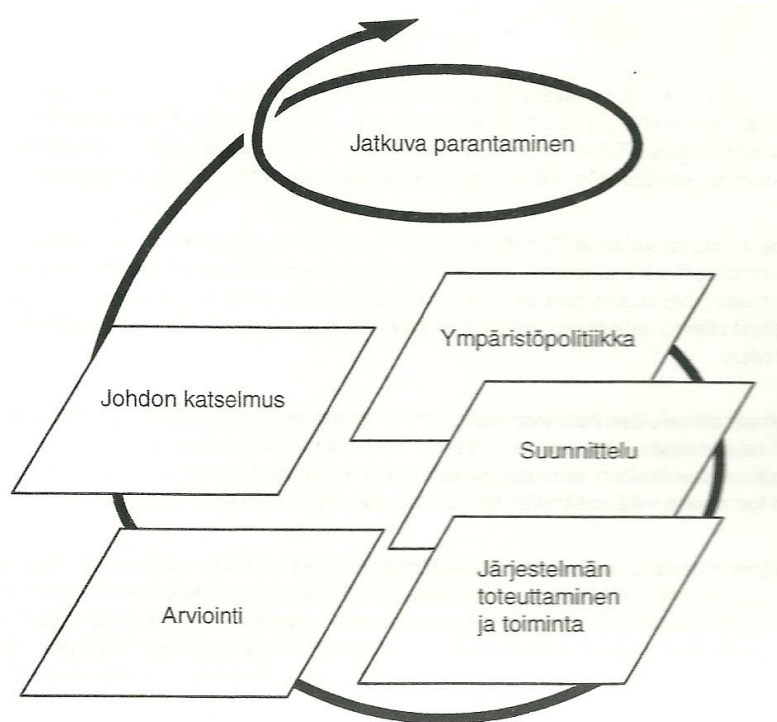 Jatkuva parantaminen
Ympäristöpolitiikka
Johdon katselmus
Suunnittelu
Järjestelmän
toteuttaminen
ja toiminta
Arviointi